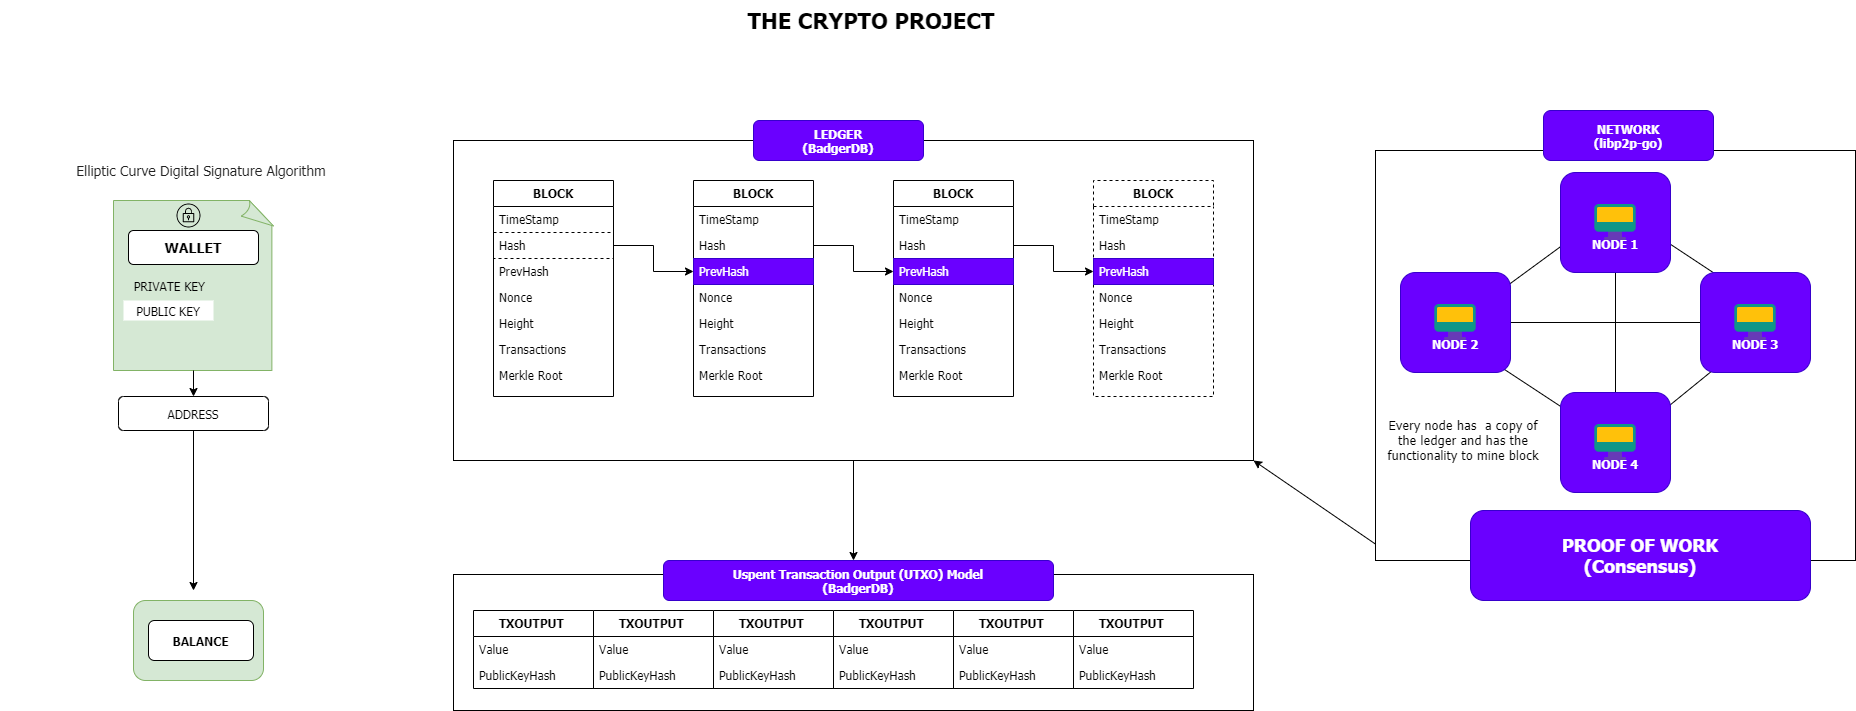 THE CRYPTO PROJECT
Elliptic Curve Digital Signature Algorithm
WALLET
PRIVATE KEY
PUBLIC KEY
ADDRESS
BALANCE
LEDGER
(BadgerDB)
BLOCK
TimeStamp
Hash
PrevHash
Nonce
Height
Transactions
Merkle Root
BLOCK
TimeStamp
Hash
PrevHash
Nonce
Height
Transactions
Merkle Root
BLOCK
TimeStamp
Hash
PrevHash
Nonce
Height
Transactions
Merkle Root
BLOCK
TimeStamp
Hash
PrevHash
Nonce
Height
Transactions
Merkle Root
Uspent Transaction Output (UTXO) Model
(BadgerDB)
TXOUTPUT
Value
PublicKeyHash
TXOUTPUT
Value
PublicKeyHash
TXOUTPUT
Value
PublicKeyHash
TXOUTPUT
Value
PublicKeyHash
TXOUTPUT
Value
PublicKeyHash
TXOUTPUT
Value
PublicKeyHash
NETWORK
(libp2p-go)
NODE 1
NODE 2
NODE 3
NODE 4
Every node has a copy of
the ledger and has the
functionality to mine block
PROOF OF WORK
(Consensus)